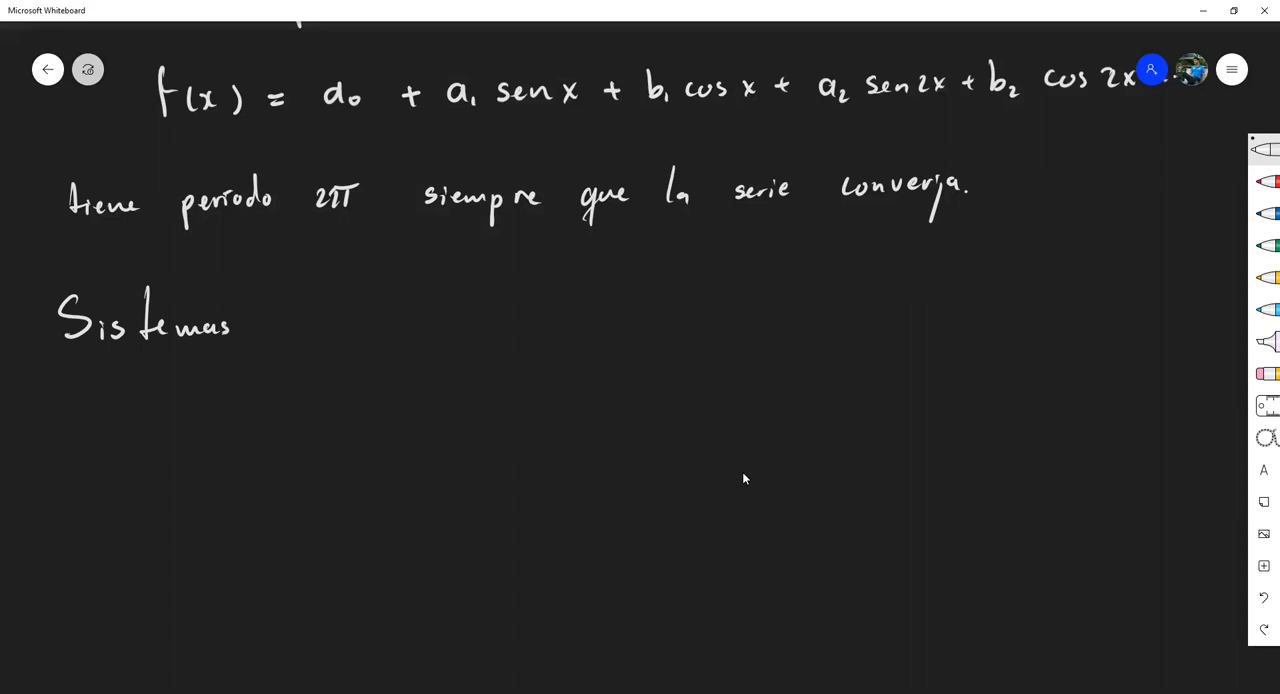 Microsoft Whiteboard
f(x) = a₀ + a₁ sen x + b₁ cos x + a₂ sen 2x + b₂ cos 2x ...
tiene período 2π siempre que la serie converja.
Sistemas
A